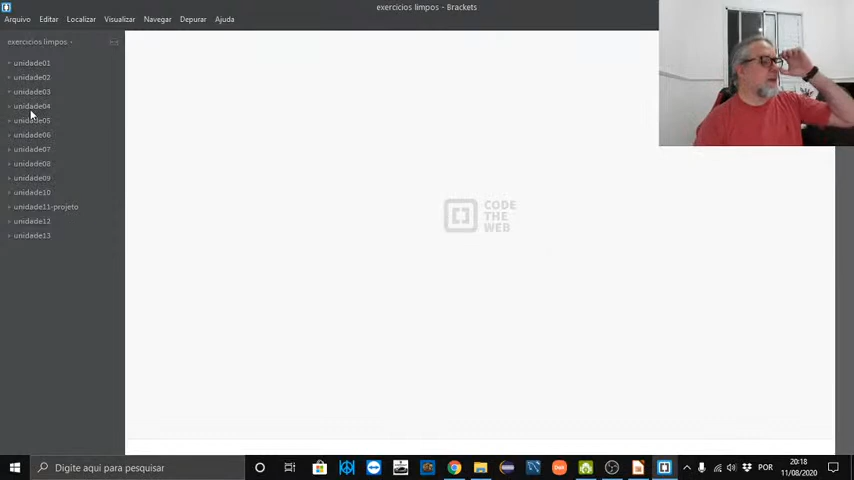 exercicios limpos - Brackets
Arquivo Editar Localizar Visualizar Navegar Depurar Ajuda
exercicios limpos
unidade01
unidade02
unidade03
unidade04
unidade05
unidade06
unidade07
unidade08
unidade09
unidade10
unidade11-projeto
unidade12
unidade13
CODE
THE
WEB
Digite aqui para pesquisar
POR
20:18
11/08/2020